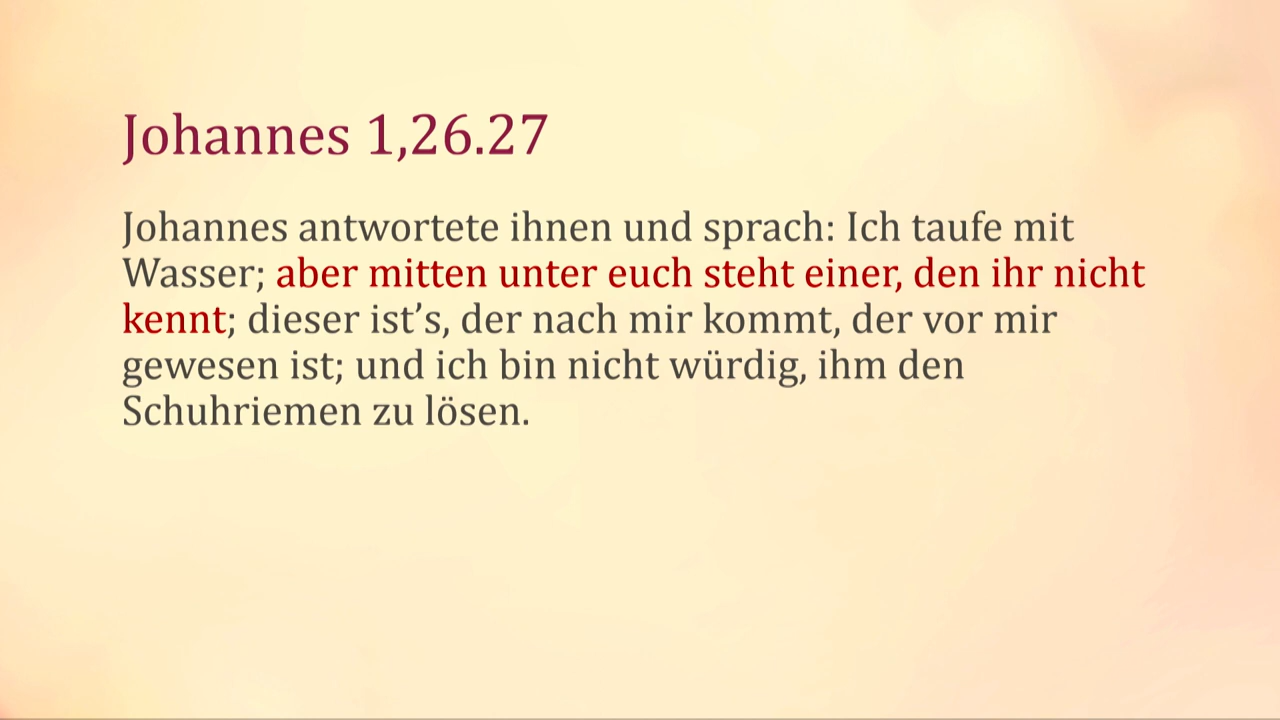 Johannes 1,26.27
Johannes antwortete ihnen und sprach: Ich taufe mit
Wasser; aber mitten unter euch steht einer, den ihr nicht
kennt; dieser ist’s, der nach mir kommt, der vor mir
gewesen ist; und ich bin nicht würdig, ihm den
Schuhriemen zu lösen.